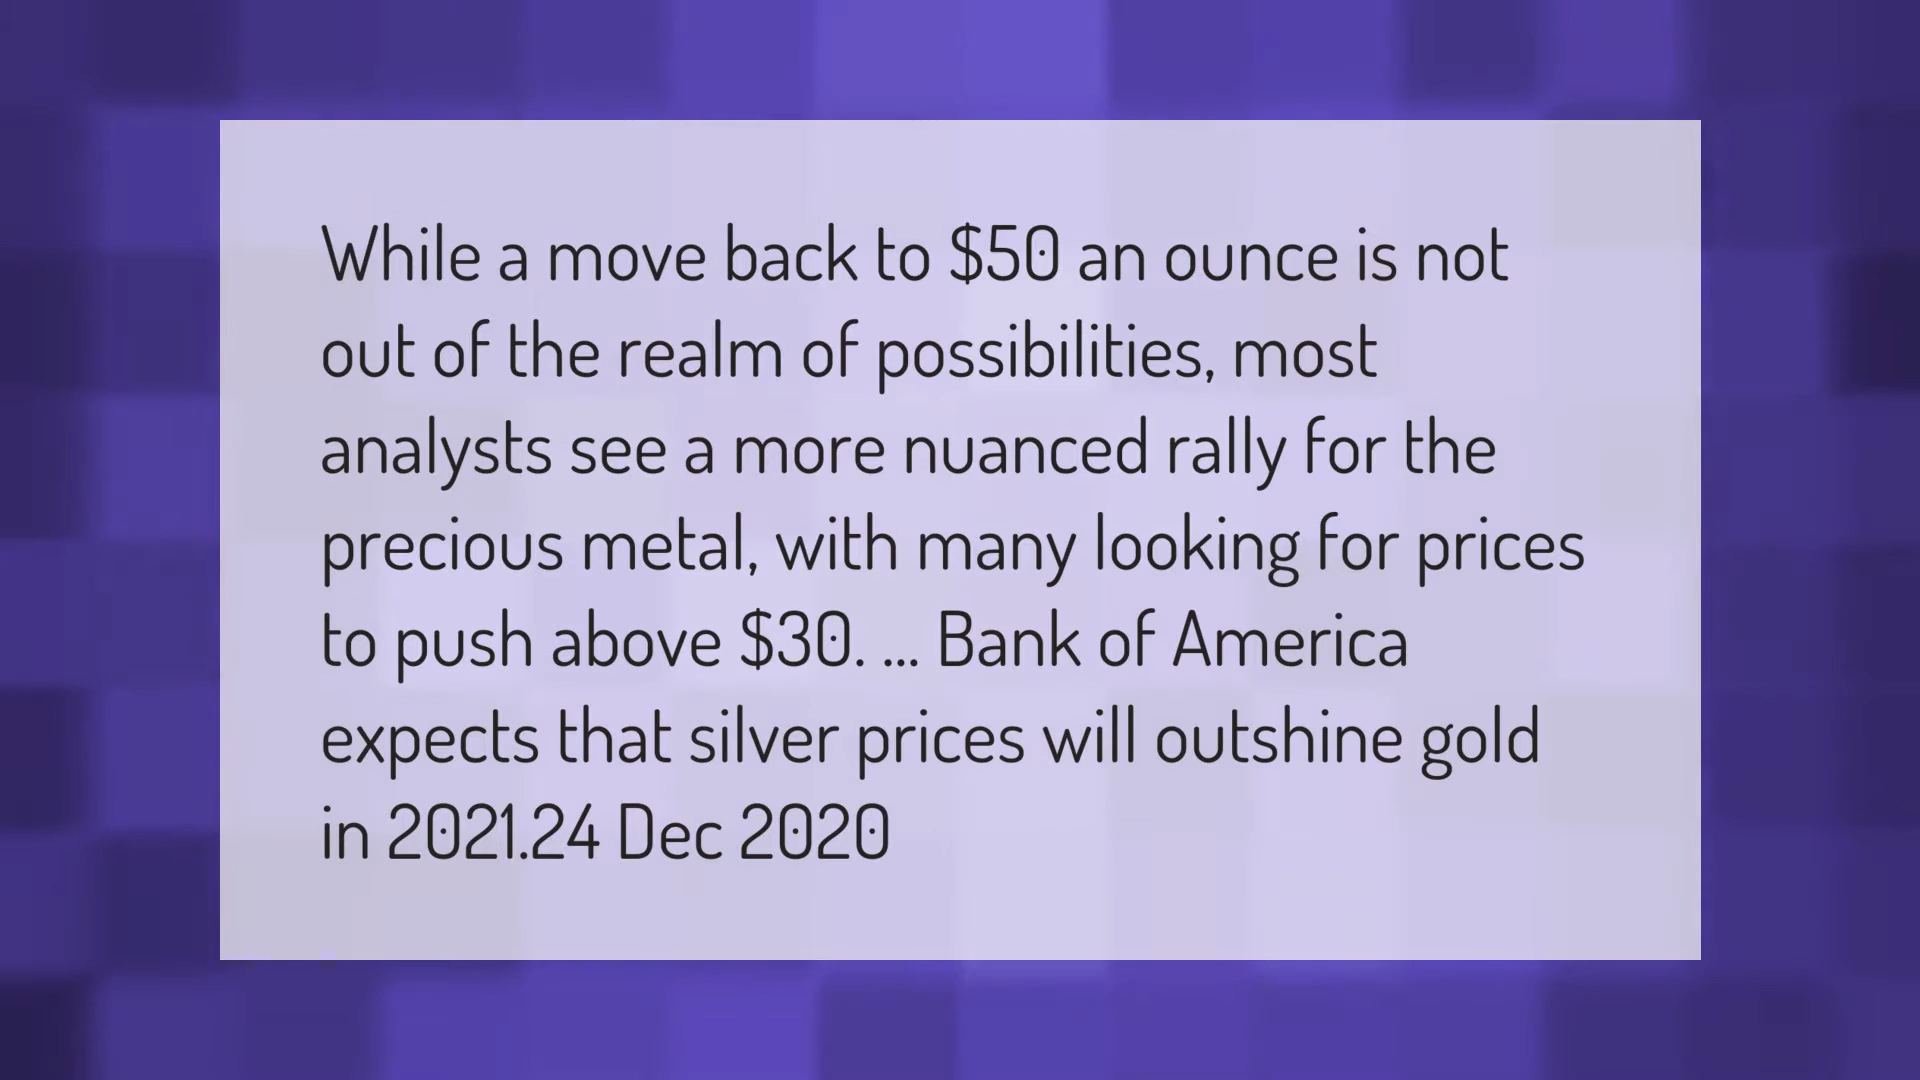 While a move back to $50 an ounce is not
out of the realm of possibilities, most
analysts see a more nuanced rally for the
precious metal, with many looking for prices
to push above $30. ... Bank of America
expects that silver prices will outshine gold
in 2021.24 Dec 2020